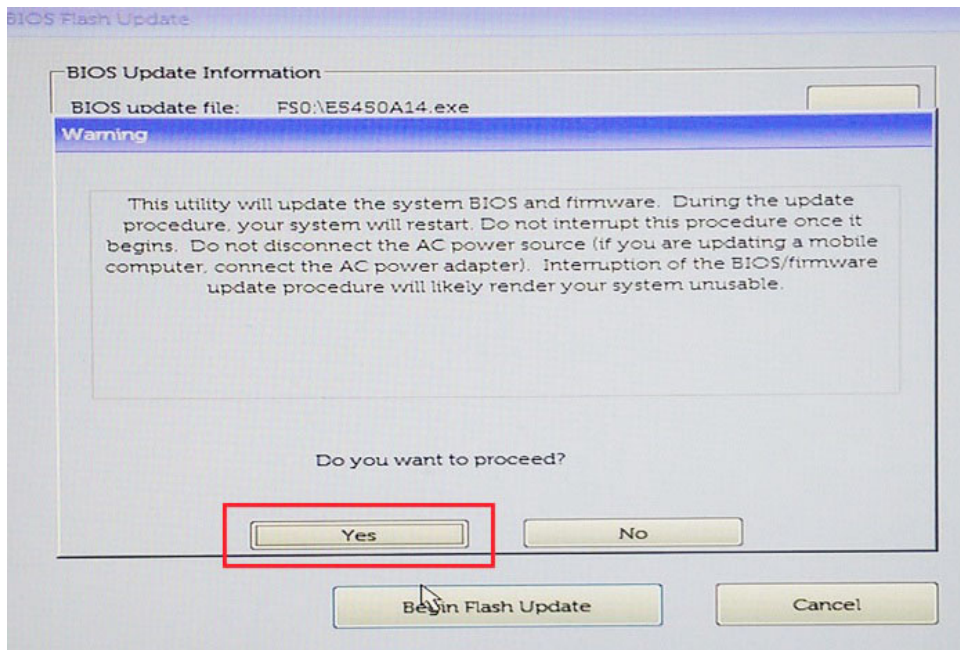 BIOS Flash Update
BIOS Update Information
BIOS update file: FS0:\E5450A14.exe
Warning
This utility will update the system BIOS and firmware. During the update
procedure, your system will restart. Do not interrupt this procedure once it
begins. Do not disconnect the AC power source (if you are updating a mobile
computer, connect the AC power adapter). Interruption of the BIOS/firmware
update procedure will likely render your system unusable.
Do you want to proceed?
Yes No
Begin Flash Update Cancel